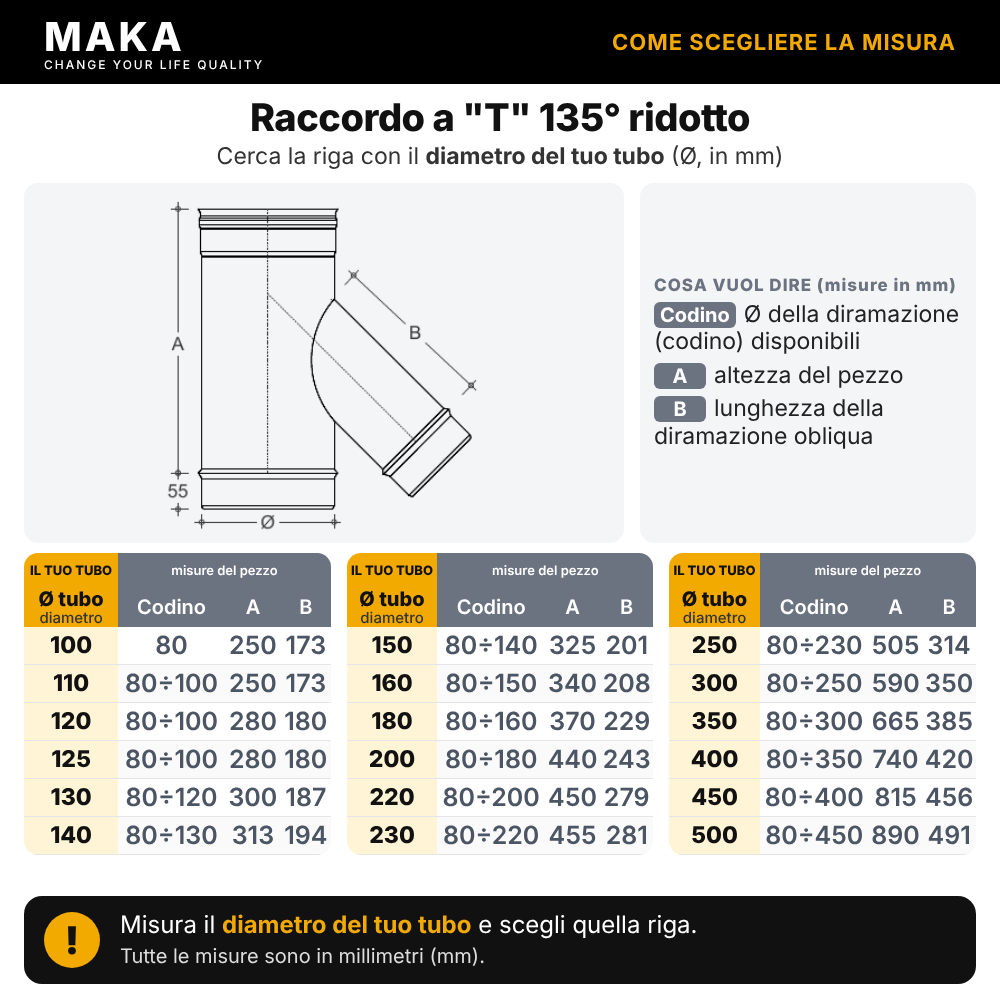 MAKA
CHANGE YOUR LIFE QUALITY
COME SCEGLIERE LA MISURA
Raccordo a "T" 135° ridotto
Cerca la riga con il diametro del tuo tubo (Ø, in mm)
A
B
55
Ø
COSA VUOL DIRE (misure in mm)
Codino Ø della diramazione
(codino) disponibili
A altezza del pezzo
B lunghezza della
diramazione obliqua
IL TUO TUBO misure del pezzo
Ø tubo diametro Codino A B
100 80 250 173
110 80÷100 250 173
120 80÷100 280 180
125 80÷100 280 180
130 80÷120 300 187
140 80÷130 313 194
IL TUO TUBO misure del pezzo
Ø tubo diametro Codino A B
150 80÷140 325 201
160 80÷150 340 208
180 80÷160 370 229
200 80÷180 440 243
220 80÷200 450 279
230 80÷220 455 281
IL TUO TUBO misure del pezzo
Ø tubo diametro Codino A B
250 80÷230 505 314
300 80÷250 590 350
350 80÷300 665 385
400 80÷350 740 420
450 80÷400 815 456
500 80÷450 890 491
!
Misura il diametro del tuo tubo e scegli quella riga.
Tutte le misure sono in millimetri (mm).